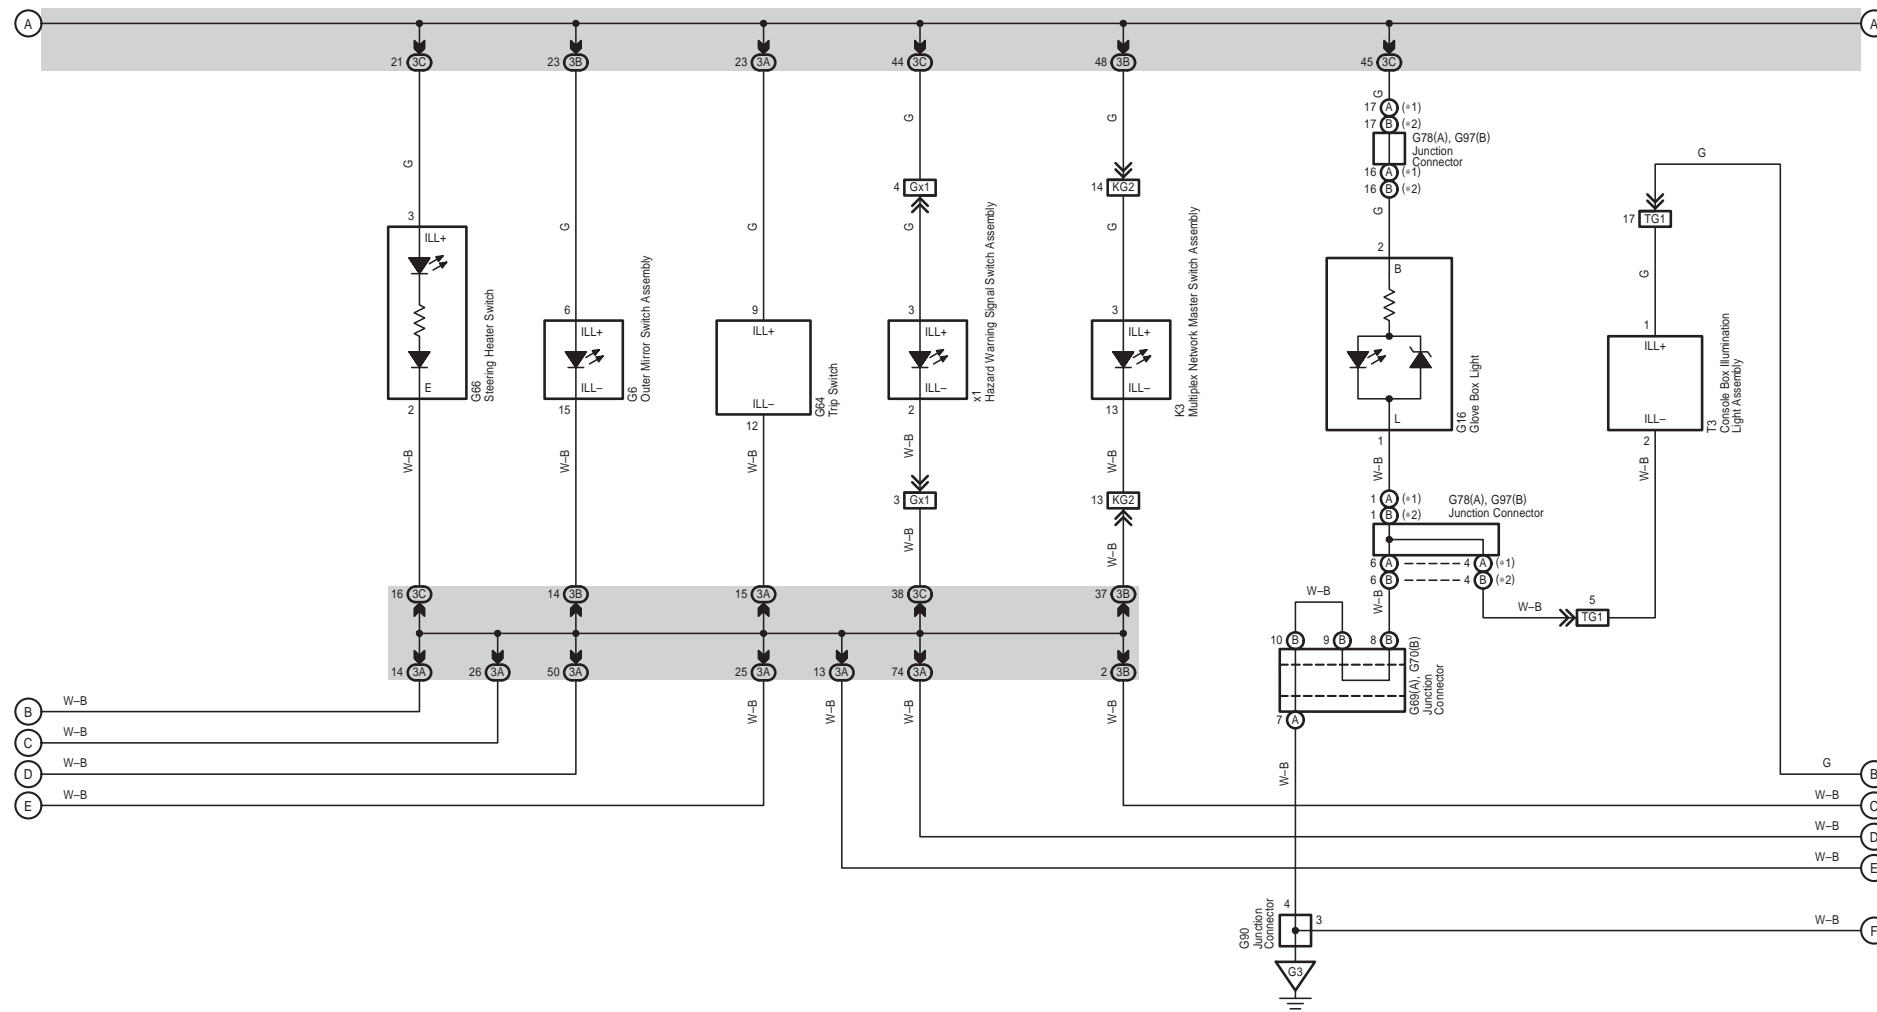 A
A
21 3C
23 3B
23 3A
44 3C
48 3B
45 3C
G
17 A (*1)
17 B (*2)
G78(A), G97(B)
Junction
Connector
16 A (*1)
16 B (*2)
G
G
G
G
4 Gx1
14 KG2
G
17 TG1
G
G
G
G
G
G
3
ILL+
E
2
G66
Steering Heater Switch
6
ILL+
ILL–
15
G6
Outer Mirror Switch Assembly
9
ILL+
ILL–
12
G64
Trip Switch
3
ILL+
ILL–
2
x1
Hazard Warning Signal Switch Assembly
3
ILL+
ILL–
13
K3
Multiplex Network Master Switch Assembly
2
B
L
1
G16
Glove Box Light
1
ILL+
ILL–
2
T3
Console Box Illumination
Light Assembly
W–B
W–B
W–B
W–B
W–B
W–B
W–B
3 Gx1
13 KG2
1 A (*1)
1 B (*2)
G78(A), G97(B)
Junction Connector
W–B
W–B
6 A 4 A (*1)
6 B 4 B (*2)
16 3C
14 3B
15 3A
38 3C
37 3B
W–B
W–B
W–B
5
TG1
10 B
9 B
8 B
G69(A), G70(B)
Junction
Connector
7 A
14 3A
26 3A
50 3A
25 3A
13 3A
74 3A
2 3B
B W–B
C W–B
D W–B
E W–B
W–B
W–B
W–B
W–B
W–B
G B
W–B C
W–B D
W–B E
4
3
G90
Junction
Connector
W–B F
G3